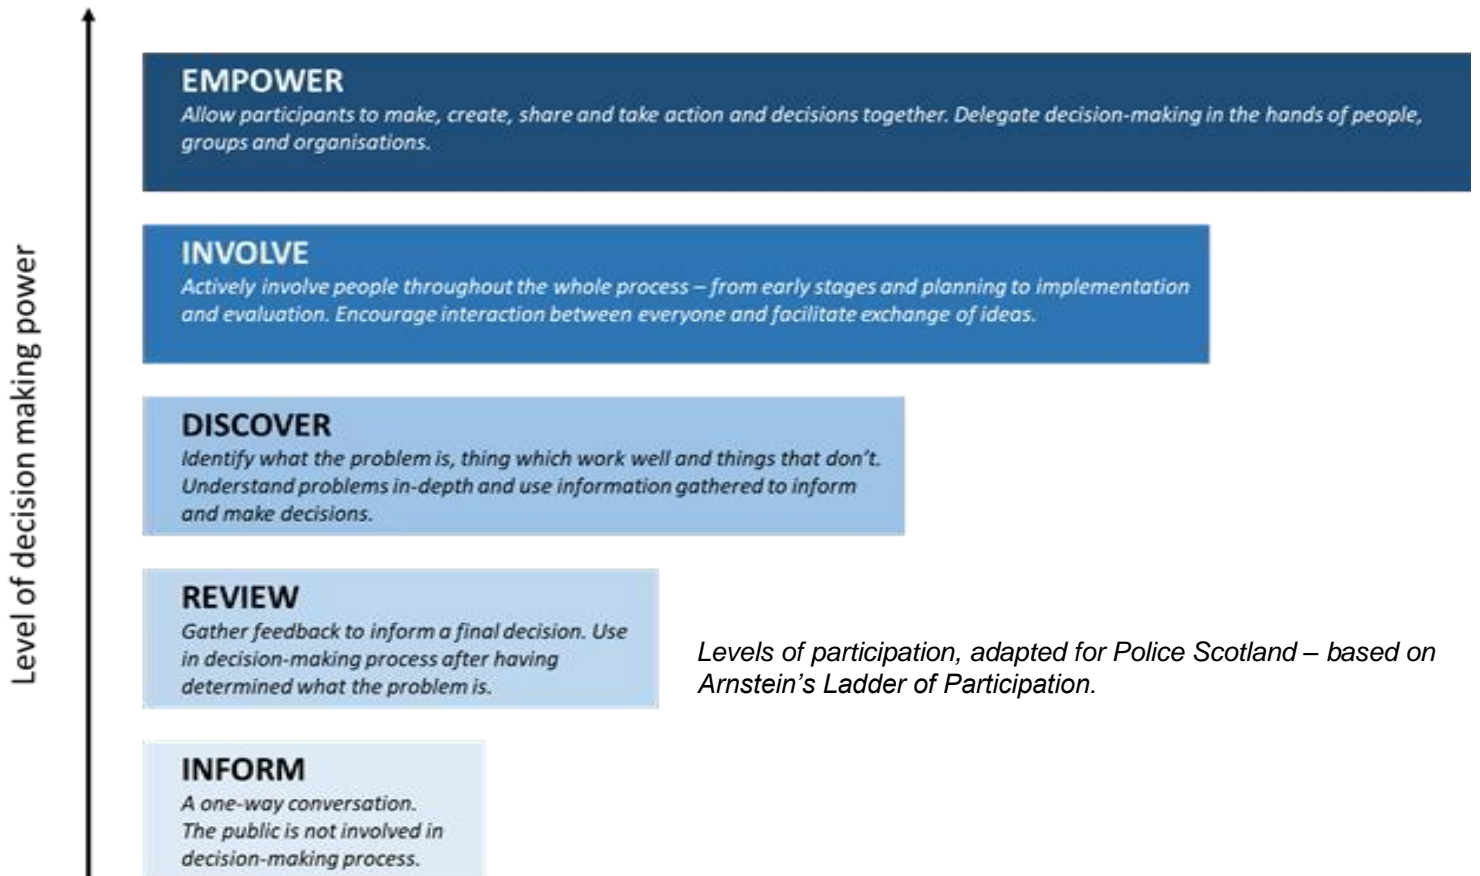 Level of decision making power
EMPOWER
Allow participants to make, create, share and take action and decisions together. Delegate decision-making in the hands of people,
groups and organisations.
INVOLVE
Actively involve people throughout the whole process – from early stages and planning to implementation
and evaluation. Encourage interaction between everyone and facilitate exchange of ideas.
DISCOVER
Identify what the problem is, thing which work well and things that don't.
Understand problems in-depth and use information gathered to inform
and make decisions.
REVIEW
Gather feedback to inform a final decision. Use
in decision-making process after having
determined what the problem is.
Levels of participation, adapted for Police Scotland – based on
Arnstein's Ladder of Participation.
INFORM
A one-way conversation.
The public is not involved in
decision-making process.